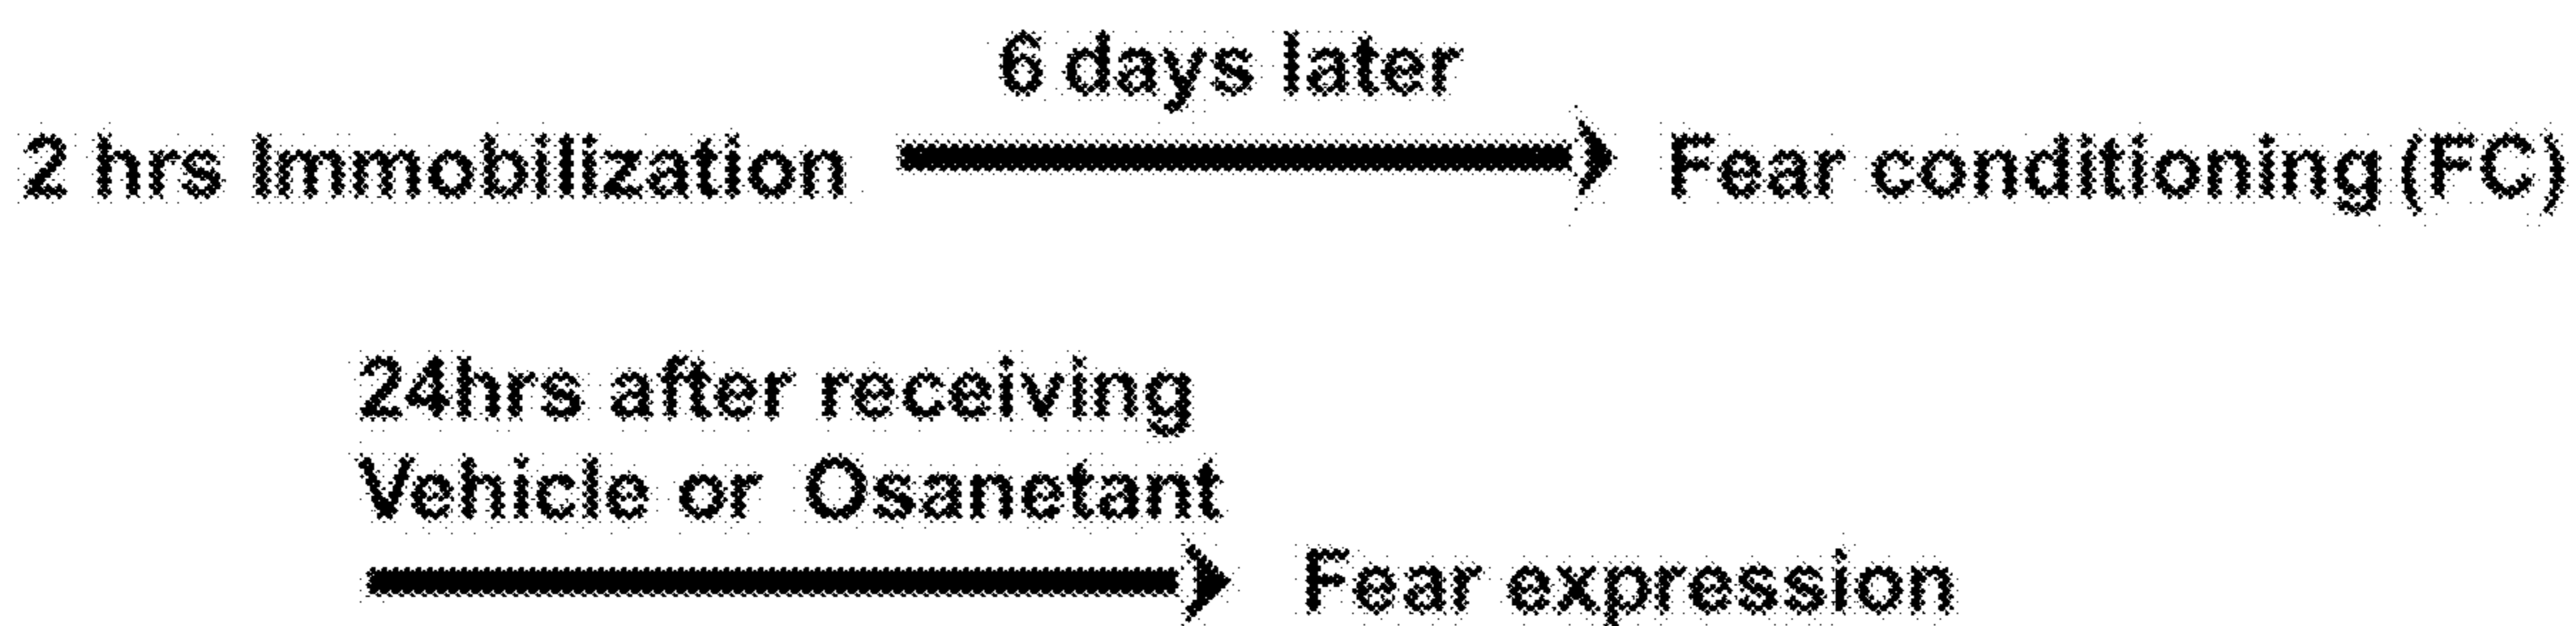 6 days later
2 hrs Immobilization
Fear conditioning (FC)
24hrs after receiving
Vehicle or Osanetant
Fear expression